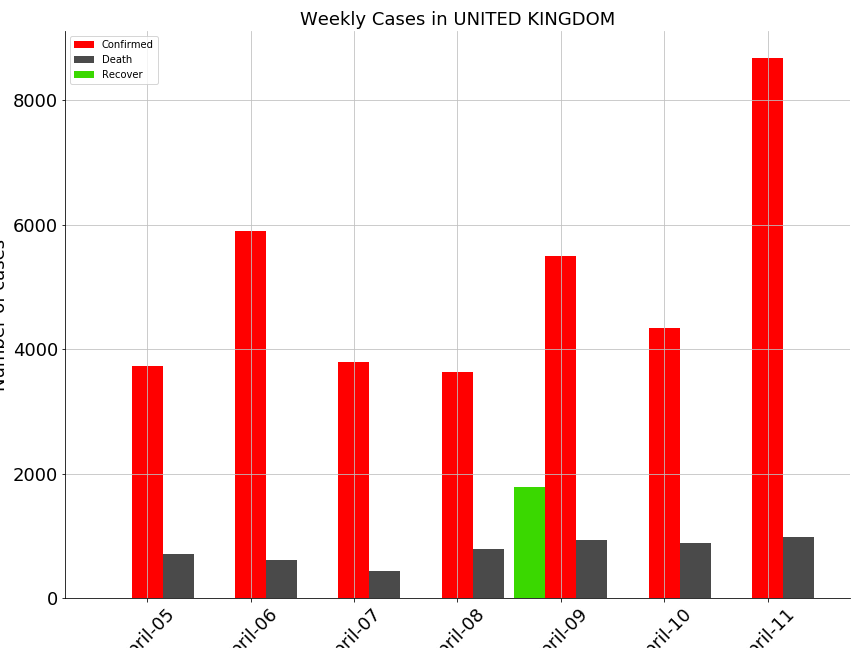 Weekly Cases in UNITED KINGDOM
Confirmed
Death
Recover
8000
6000
4000
2000
0
Number of cases
pril-05
pril-06
pril-07
pril-08
pril-09
pril-10
pril-11